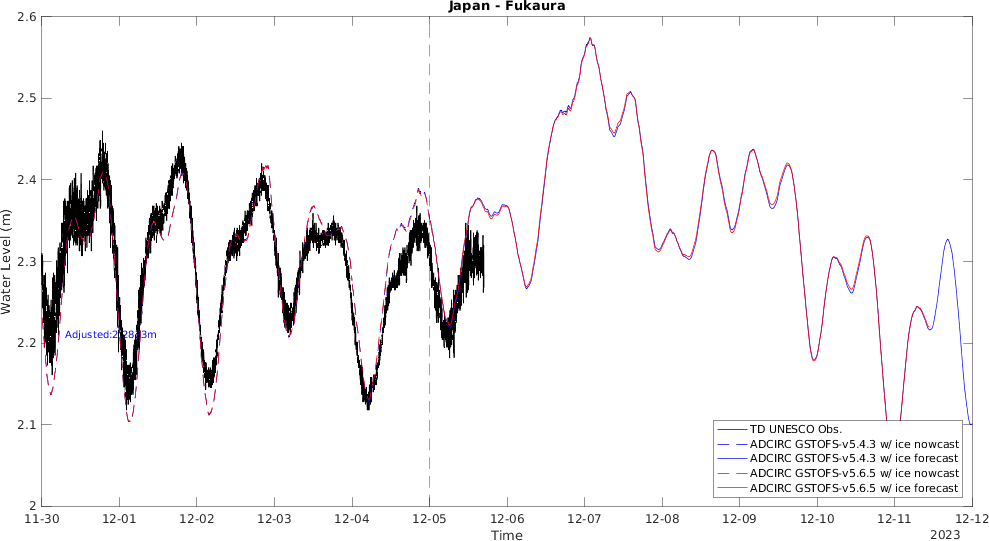 Japan - Fukaura
Water Level (m)
2.6
2.5
2.4
2.3
2.2
2.1
2
11-30
12-01
12-02
12-03
12-04
12-05
12-06
12-07
12-08
12-09
12-10
12-11
12-12
Time
2023
TD UNESCO Obs.
ADCIRC GSTOFS-v5.4.3 w/ ice nowcast
ADCIRC GSTOFS-v5.4.3 w/ ice forecast
ADCIRC GSTOFS-v5.6.5 w/ ice nowcast
ADCIRC GSTOFS-v5.6.5 w/ ice forecast